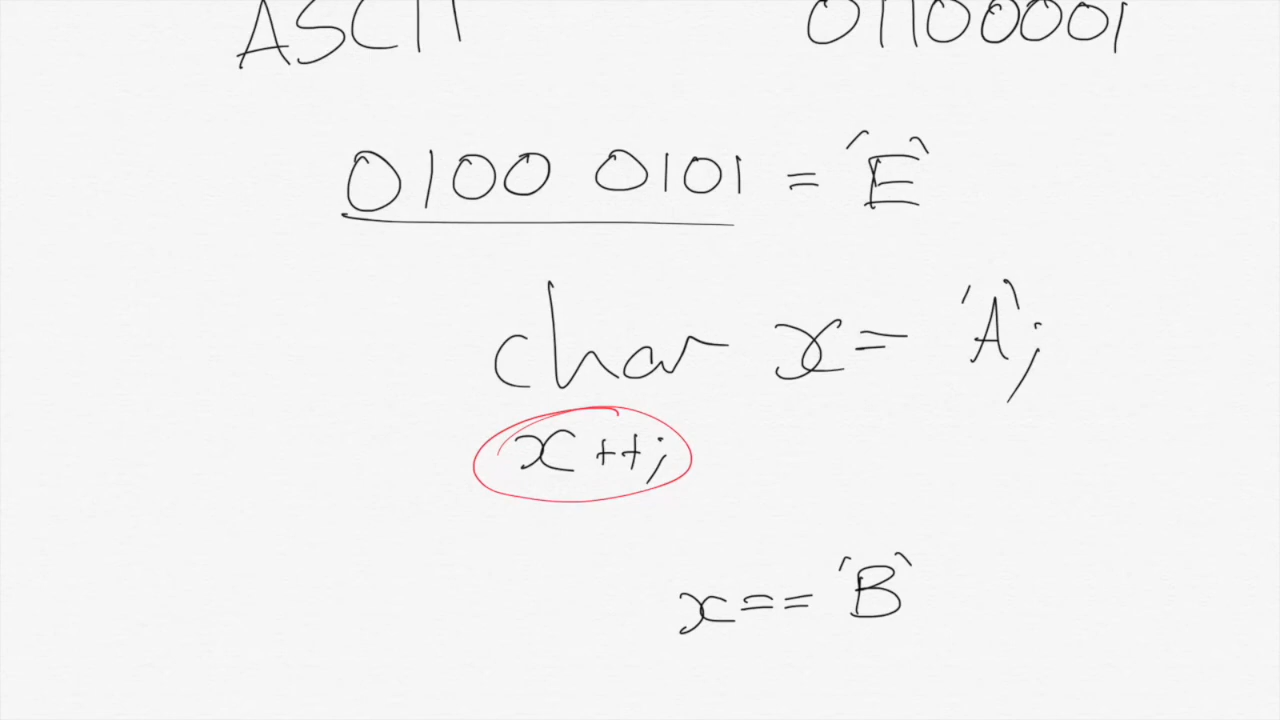 ASCII 01100001
0100 0101 = 'E'
char x = 'A';
x++;
x == 'B'